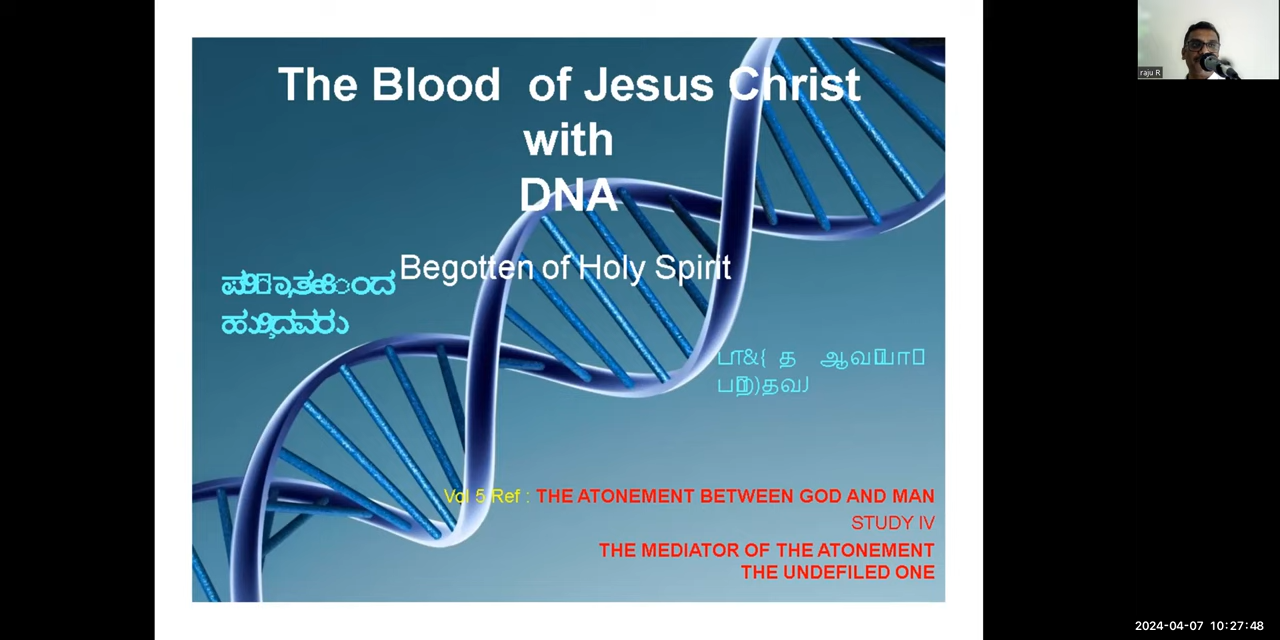 The Blood of Jesus Christ
with
DNA
Begotten of Holy Spirit
ಹುಟ್ಟಿದವರು
Vol 5 Ref : THE ATONEMENT BETWEEN GOD AND MAN
STUDY IV
THE MEDIATOR OF THE ATONEMENT
THE UNDEFILED ONE
raju R
2024-04-07 10:27:48